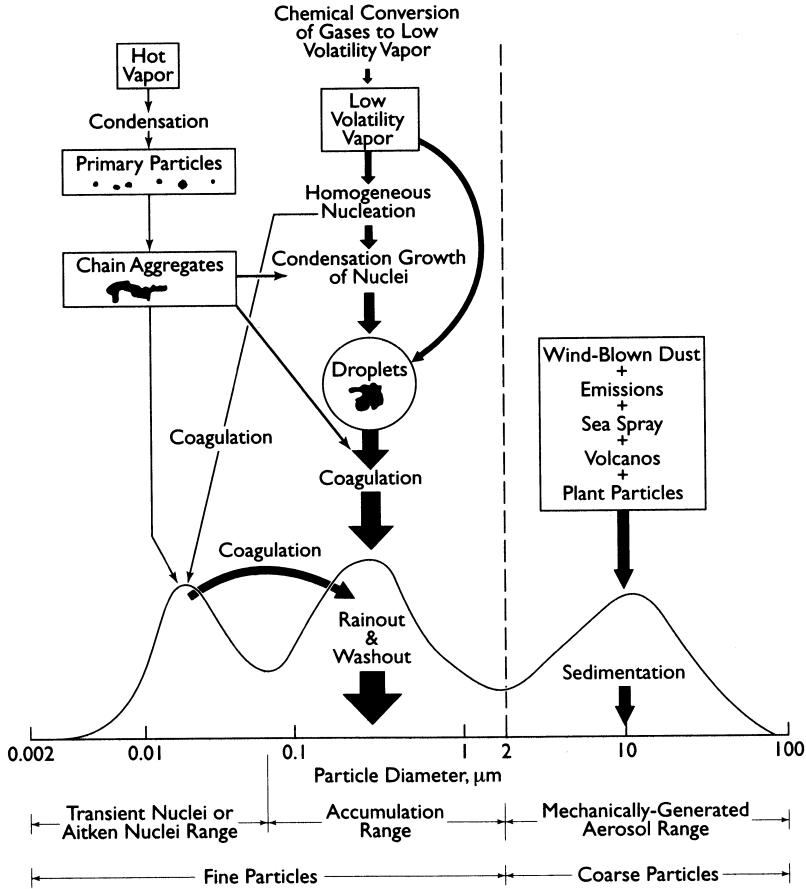 Chemical Conversion
of Gases to Low
Volatility Vapor
Hot
Vapor
Condensation
Primary Particles
Chain Aggregates
Low
Volatility
Vapor
Homogeneous
Nucleation
Condensation Growth
of Nuclei
Droplets
Coagulation
Coagulation
Coagulation
Wind-Blown Dust
+
Emissions
+
Sea Spray
+
Volcanos
+
Plant Particles
Rainout
&
Washout
Sedimentation
0.002 0.01 0.1 1 2 10 100
Particle Diameter, μm
Transient Nuclei or
Aitken Nuclei Range
Accumulation
Range
Mechanically-Generated
Aerosol Range
Fine Particles
Coarse Particles